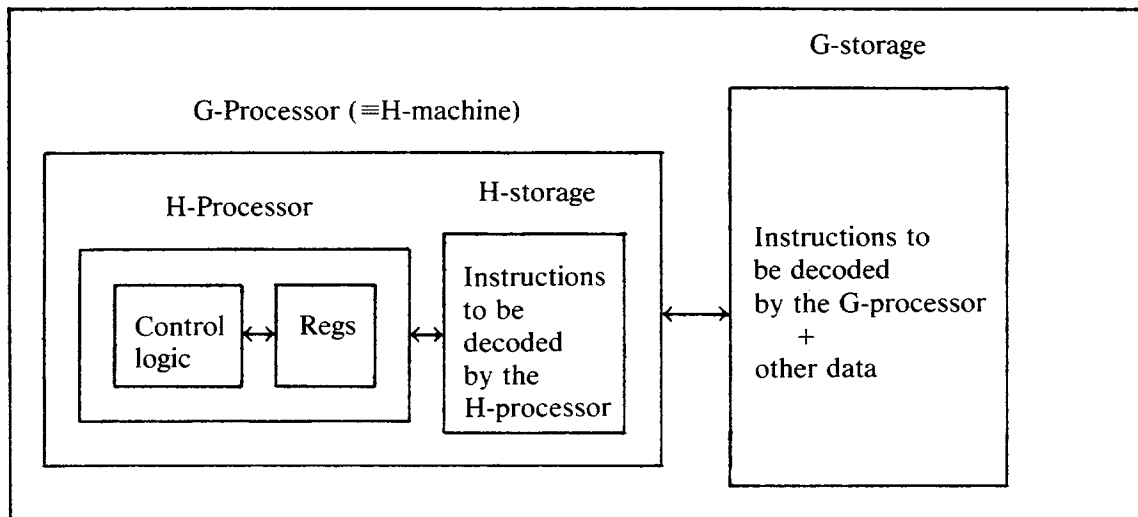 G-storage
G-Processor (≡H-machine)
H-Processor
H-storage
Control
logic
Regs
Instructions
to be
decoded
by the
H-processor
Instructions to
be decoded
by the G-processor
+
other data